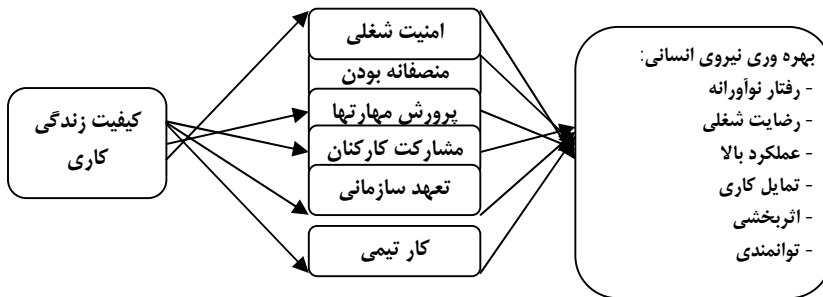 کیفیت زندگی
کاری
امنیت شغلی
منصفانه بودن
پرورش مهارتها
مشارکت کارکنان
تعهد سازمانی
کار تیمی
بهره وری نیروی انسانی:
- رفتار نوآورانه
- رضایت شغلی
- عملکرد بالا
- تمایل کاری
- اثربخشی
- توانمندی